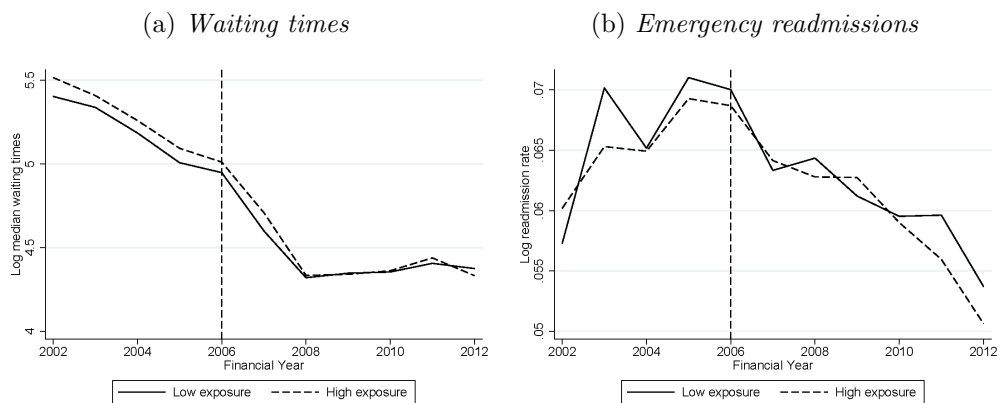 (a) Waiting times
Log median waiting times
5.5
5
4.5
4
2002 2004 2006 2008 2010 2012
Financial Year
Low exposure High exposure
(b) Emergency readmissions
Log readmission rate
.07
.065
.06
.055
.05
2002 2004 2006 2008 2010 2012
Financial Year
Low exposure High exposure